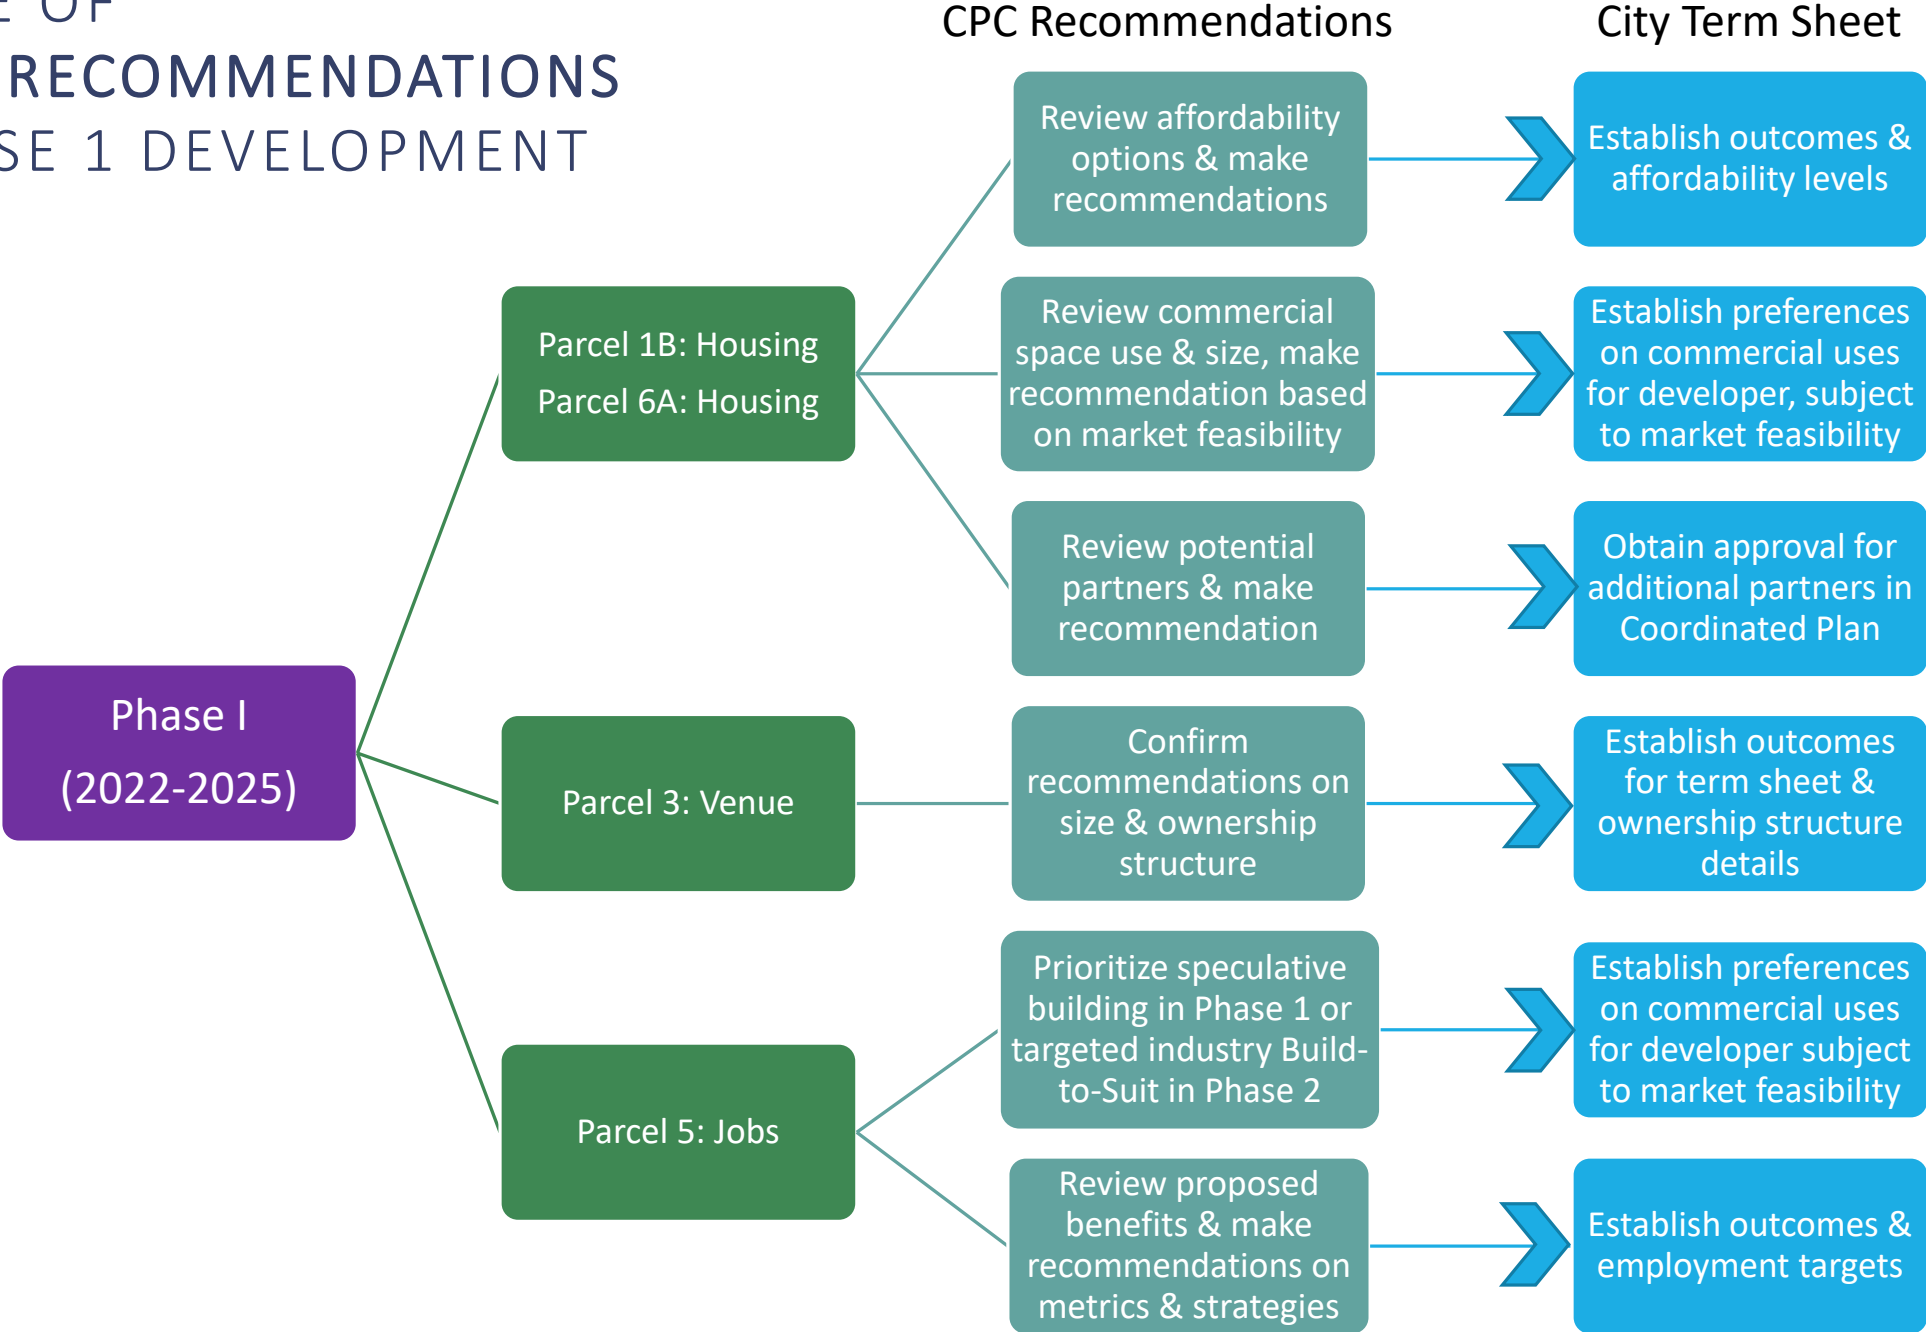 OF
RECOMMENDATIONS
1 DEVELOPMENT
CPC Recommendations
City Term Sheet
Phase I
(2022-2025)
Parcel 1B: Housing
Parcel 6A: Housing
Review affordability
options & make
recommendations
Establish outcomes &
affordability levels
Review commercial
space use & size, make
recommendation based
on market feasibility
Establish preferences
on commercial uses
for developer, subject
to market feasibility
Review potential
partners & make
recommendation
Obtain approval for
additional partners in
Coordinated Plan
Parcel 3: Venue
Confirm
recommendations on
size & ownership
structure
Establish outcomes
for term sheet &
ownership structure
details
Parcel 5: Jobs
Prioritize speculative
building in Phase 1 or
targeted industry Build-
to-Suit in Phase 2
Establish preferences
on commercial uses
for developer subject
to market feasibility
Review proposed
benefits & make
recommendations on
metrics & strategies
Establish outcomes &
employment targets